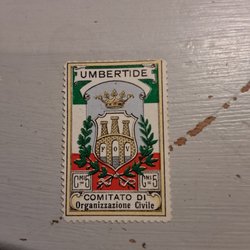 UMBERTIDE
F O V
CMI 5 CMI 5
COMITATO DI
Organizzazione Civile